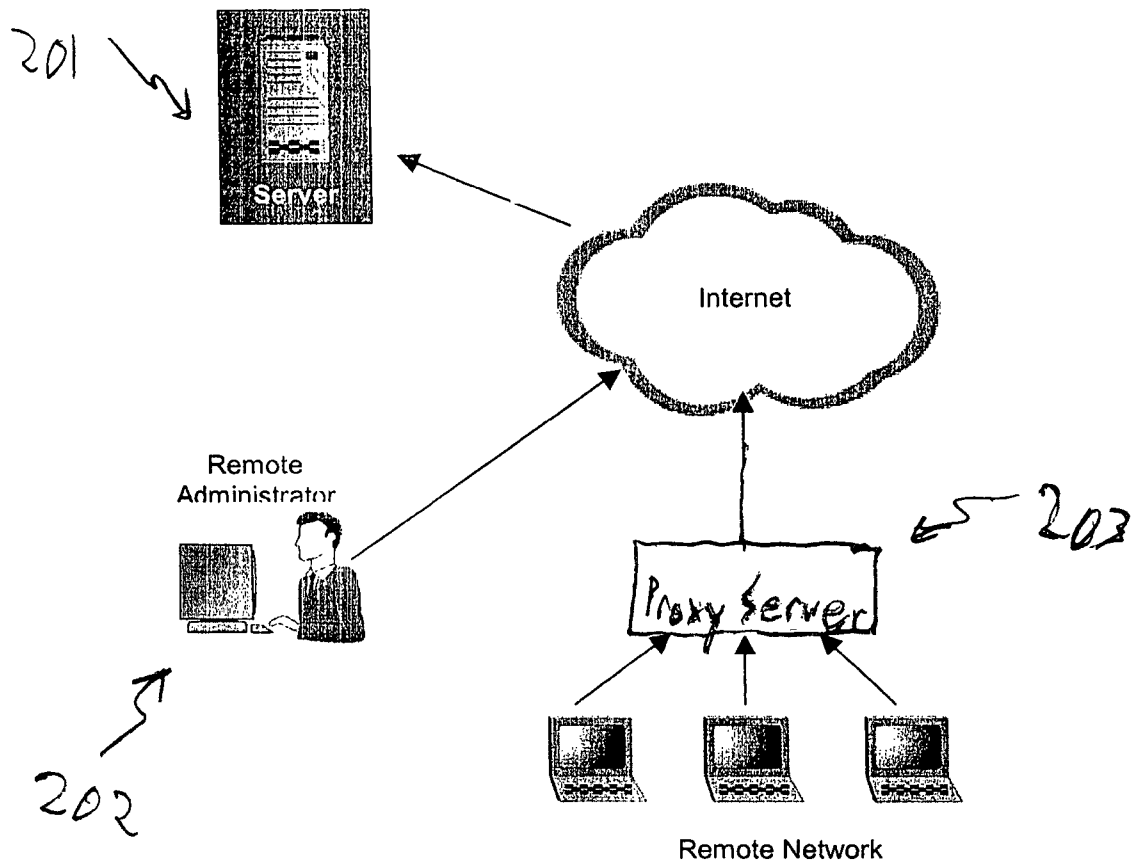 201
Server
Internet
Remote
Administrator
203
Proxy Server
202
Remote Network